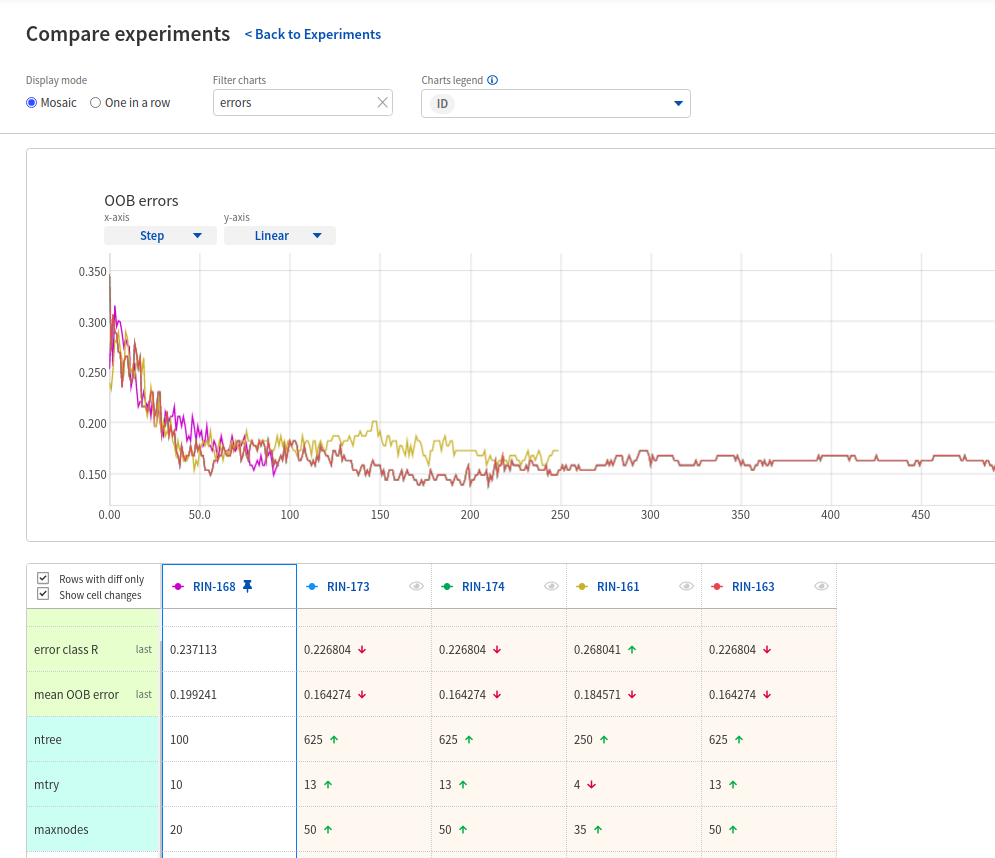 Compare experiments < Back to Experiments
Display mode Filter charts Charts legend
Mosaic One in a row errors ID
OOB errors
x-axis y-axis
Step Linear
0.350
0.300
0.250
0.200
0.150
0.00 50.0 100 150 200 250 300 350 400 450
Rows with diff only
Show cell changes
RIN-168 RIN-173 RIN-174 RIN-161 RIN-163
error class R last 0.237113 0.226804 ↓ 0.226804 ↓ 0.268041 ↑ 0.226804 ↓
mean OOB error last 0.199241 0.164274 ↓ 0.164274 ↓ 0.184571 ↓ 0.164274 ↓
ntree 100 625 ↑ 625 ↑ 250 ↑ 625 ↑
mtry 10 13 ↑ 13 ↑ 4 ↓ 13 ↑
maxnodes 20 50 ↑ 50 ↑ 35 ↑ 50 ↑